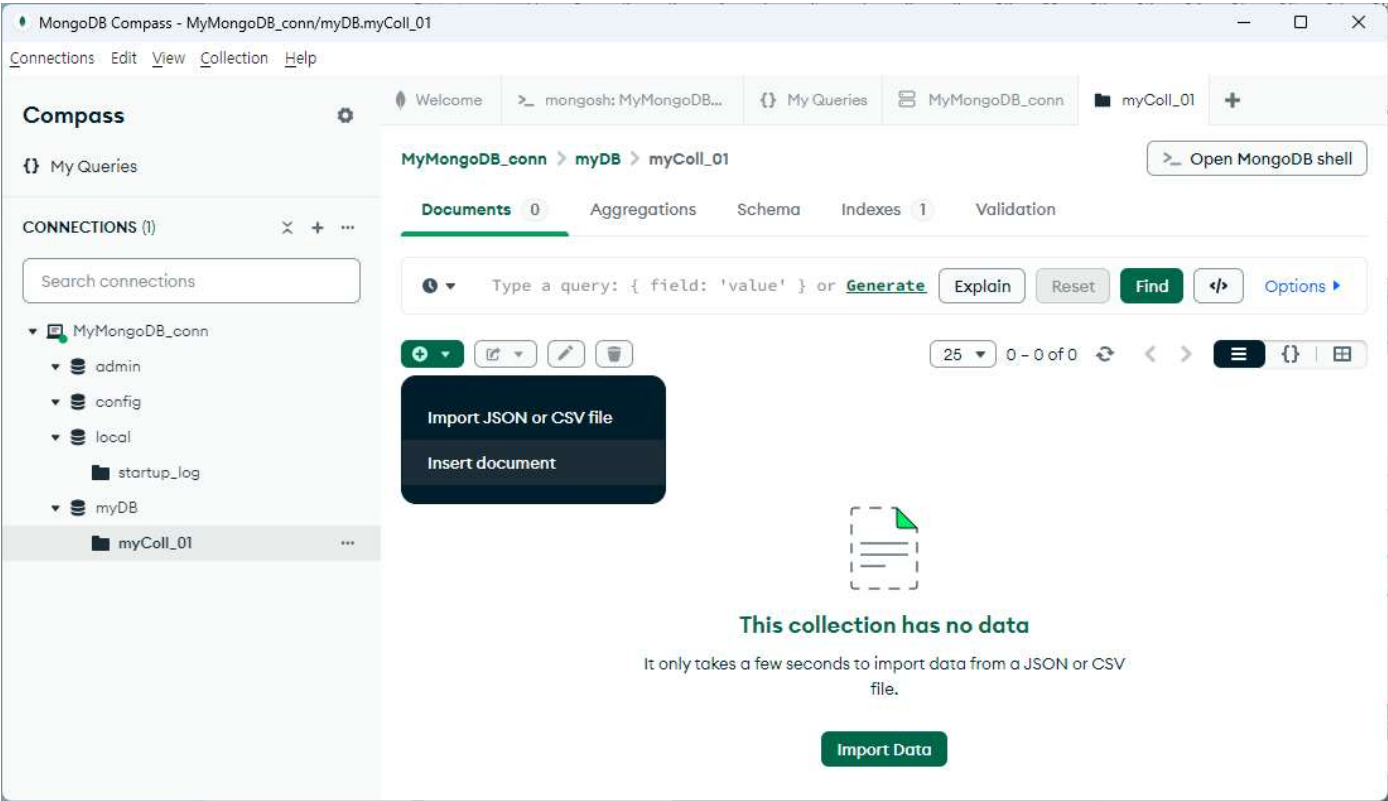 MongoDB Compass - MyMongoDB_conn/myDB.myColl_01
Connections Edit View Collection Help
Compass
{} My Queries
CONNECTIONS (1)
Search connections
MyMongoDB_conn
admin
config
local
startup_log
myDB
myColl_01
Welcome >_ mongosh: MyMongoDB... {} My Queries MyMongoDB_conn myColl_01 +
MyMongoDB_conn > myDB > myColl_01 >_ Open MongoDB shell
Documents 0 Aggregations Schema Indexes 1 Validation
Type a query: { field: 'value' } or Generate Explain Reset Find </> Options
25 0 – 0 of 0 < > {}
Import JSON or CSV file
Insert document
This collection has no data
It only takes a few seconds to import data from a JSON or CSV
file.
Import Data